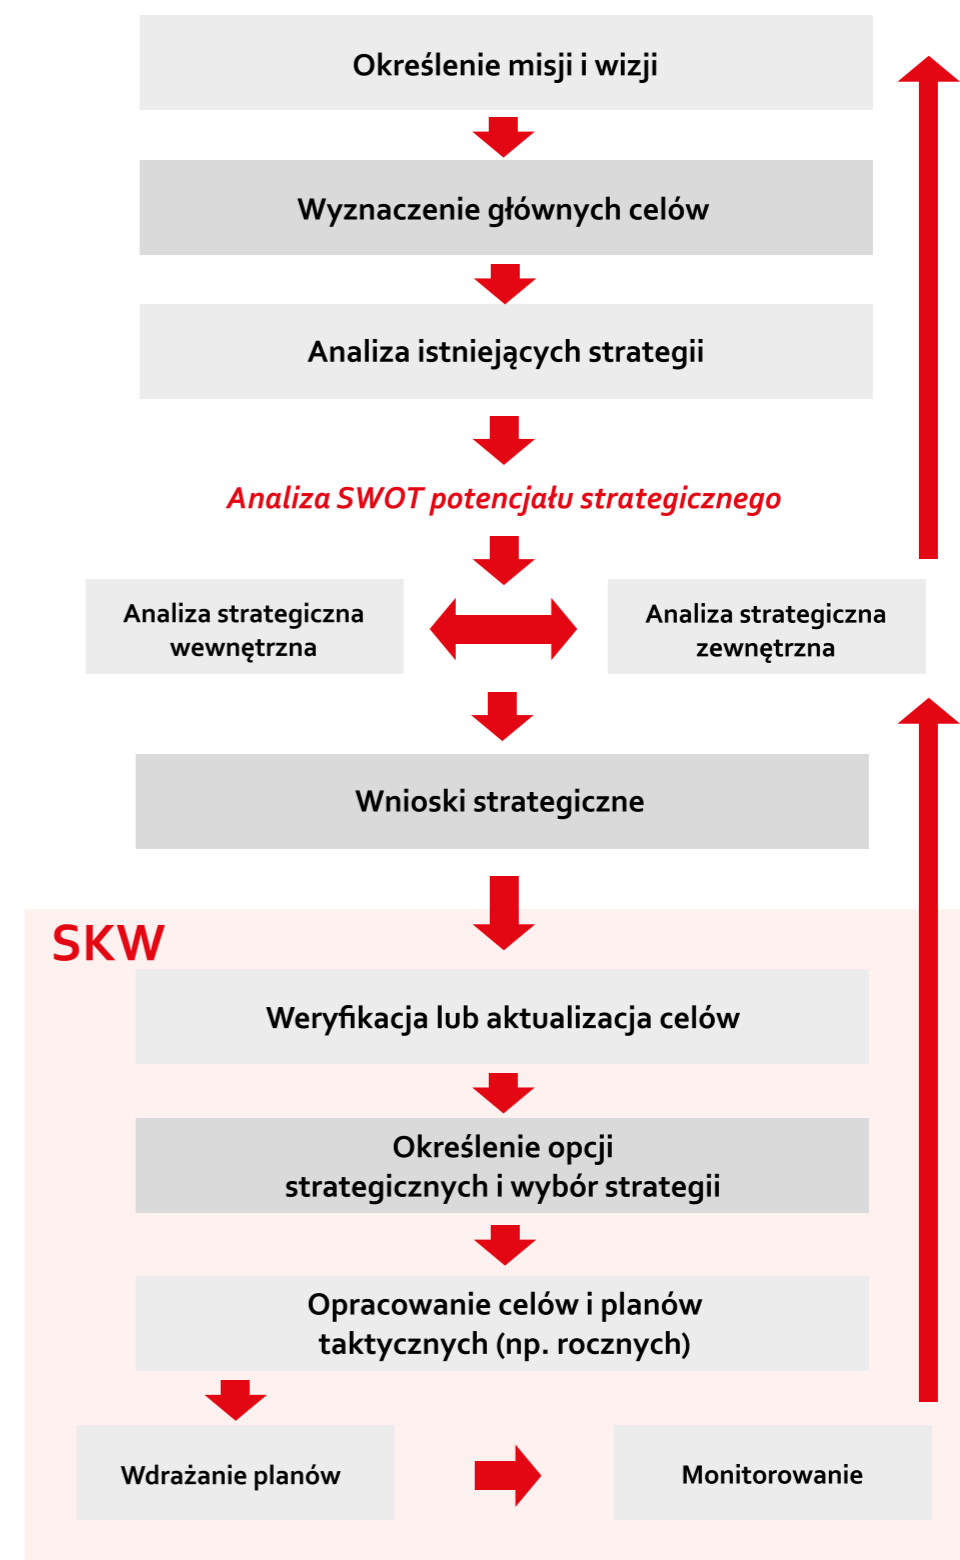 Określenie misji i wizji
Wyznaczenie głównych celów
Analiza istniejących strategii
Analiza SWOT potencjału strategicznego
Analiza strategiczna
wewnętrzna
Analiza strategiczna
zewnętrzna
Wnioski strategiczne
SKW
Weryfikacja lub aktualizacja celów
Określenie opcji
strategicznych i wybór strategii
Opracowanie celów i planów
taktycznych (np. rocznych)
Wdrażanie planów
Monitorowanie